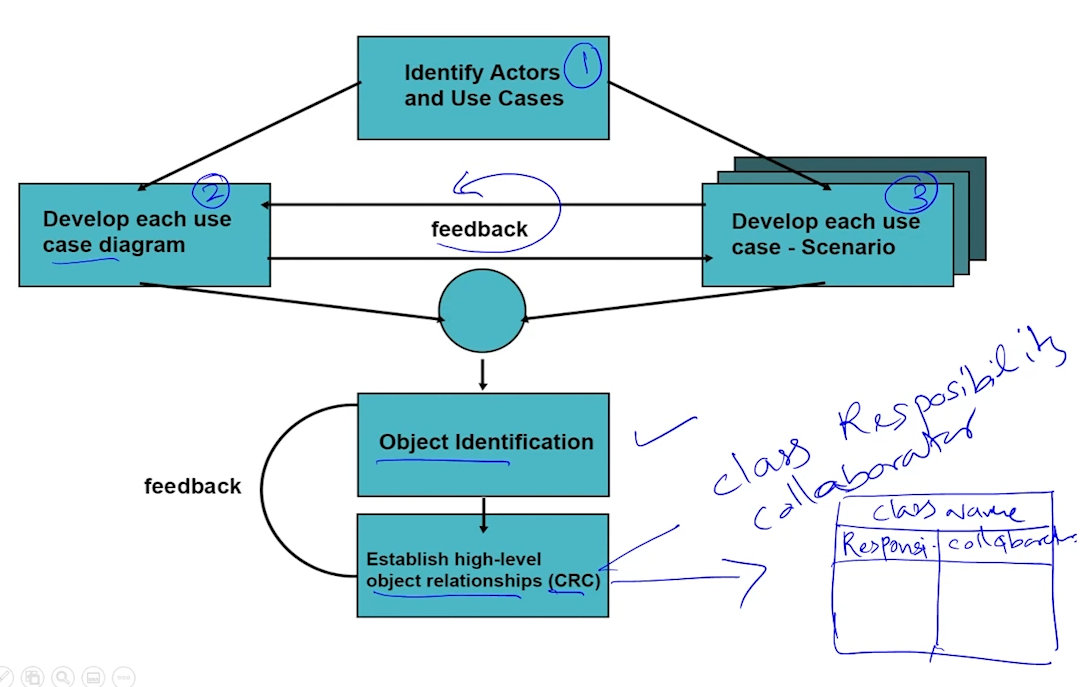 Identify Actors
and Use Cases
1
Develop each use
case diagram
2
feedback
Develop each use
case - Scenario
3
Object Identification
feedback
Establish high-level
object relationships (CRC)
class Resposibility
collaborator
class Name
Responsi.
collaborator